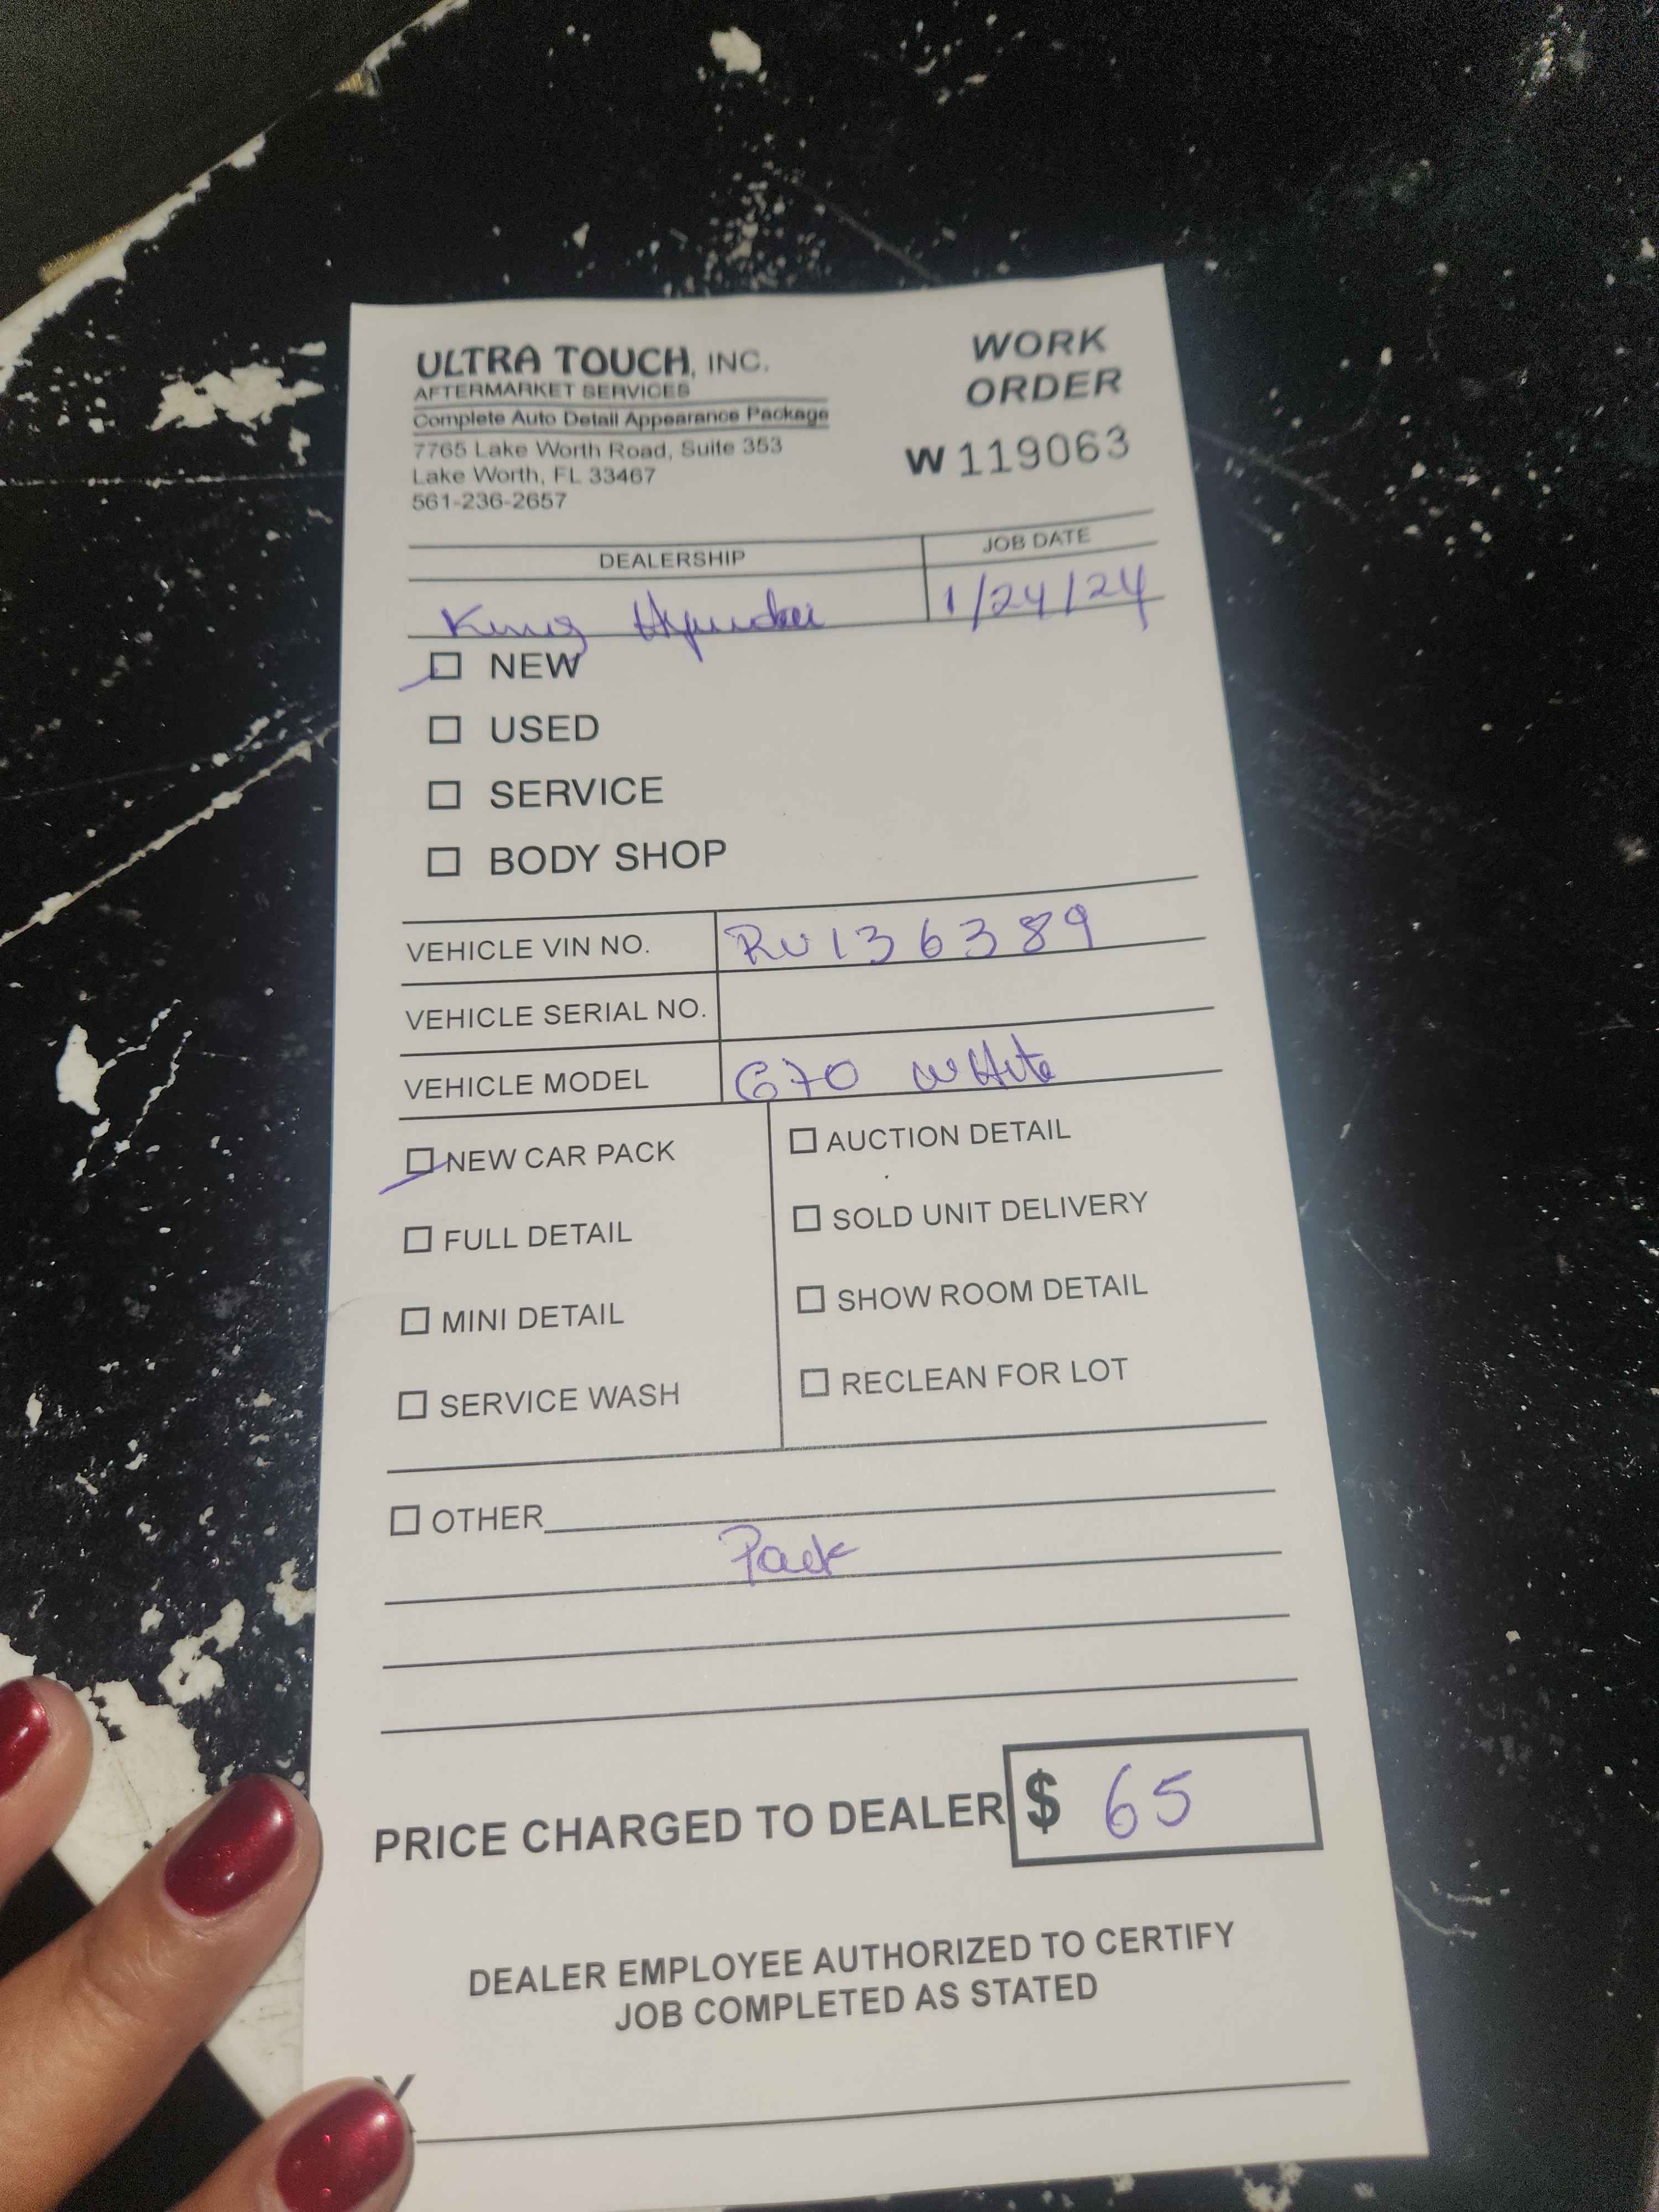 ULTRA TOUCH, INC.
AFTERMARKET SERVICES
Complete Auto Detail Appearance Package
7765 Lake Worth Road, Suite 353
Lake Worth, FL 33467
561-236-2657
WORK
ORDER
W 119063
DEALERSHIP
JOB DATE
King Hyundai
1/24/24
NEW
USED
SERVICE
BODY SHOP
VEHICLE VIN NO. RU136389
VEHICLE SERIAL NO.
VEHICLE MODEL G70 White
NEW CAR PACK
FULL DETAIL
MINI DETAIL
SERVICE WASH
AUCTION DETAIL
SOLD UNIT DELIVERY
SHOW ROOM DETAIL
RECLEAN FOR LOT
OTHER
Pack
PRICE CHARGED TO DEALER $ 65
DEALER EMPLOYEE AUTHORIZED TO CERTIFY
JOB COMPLETED AS STATED
X